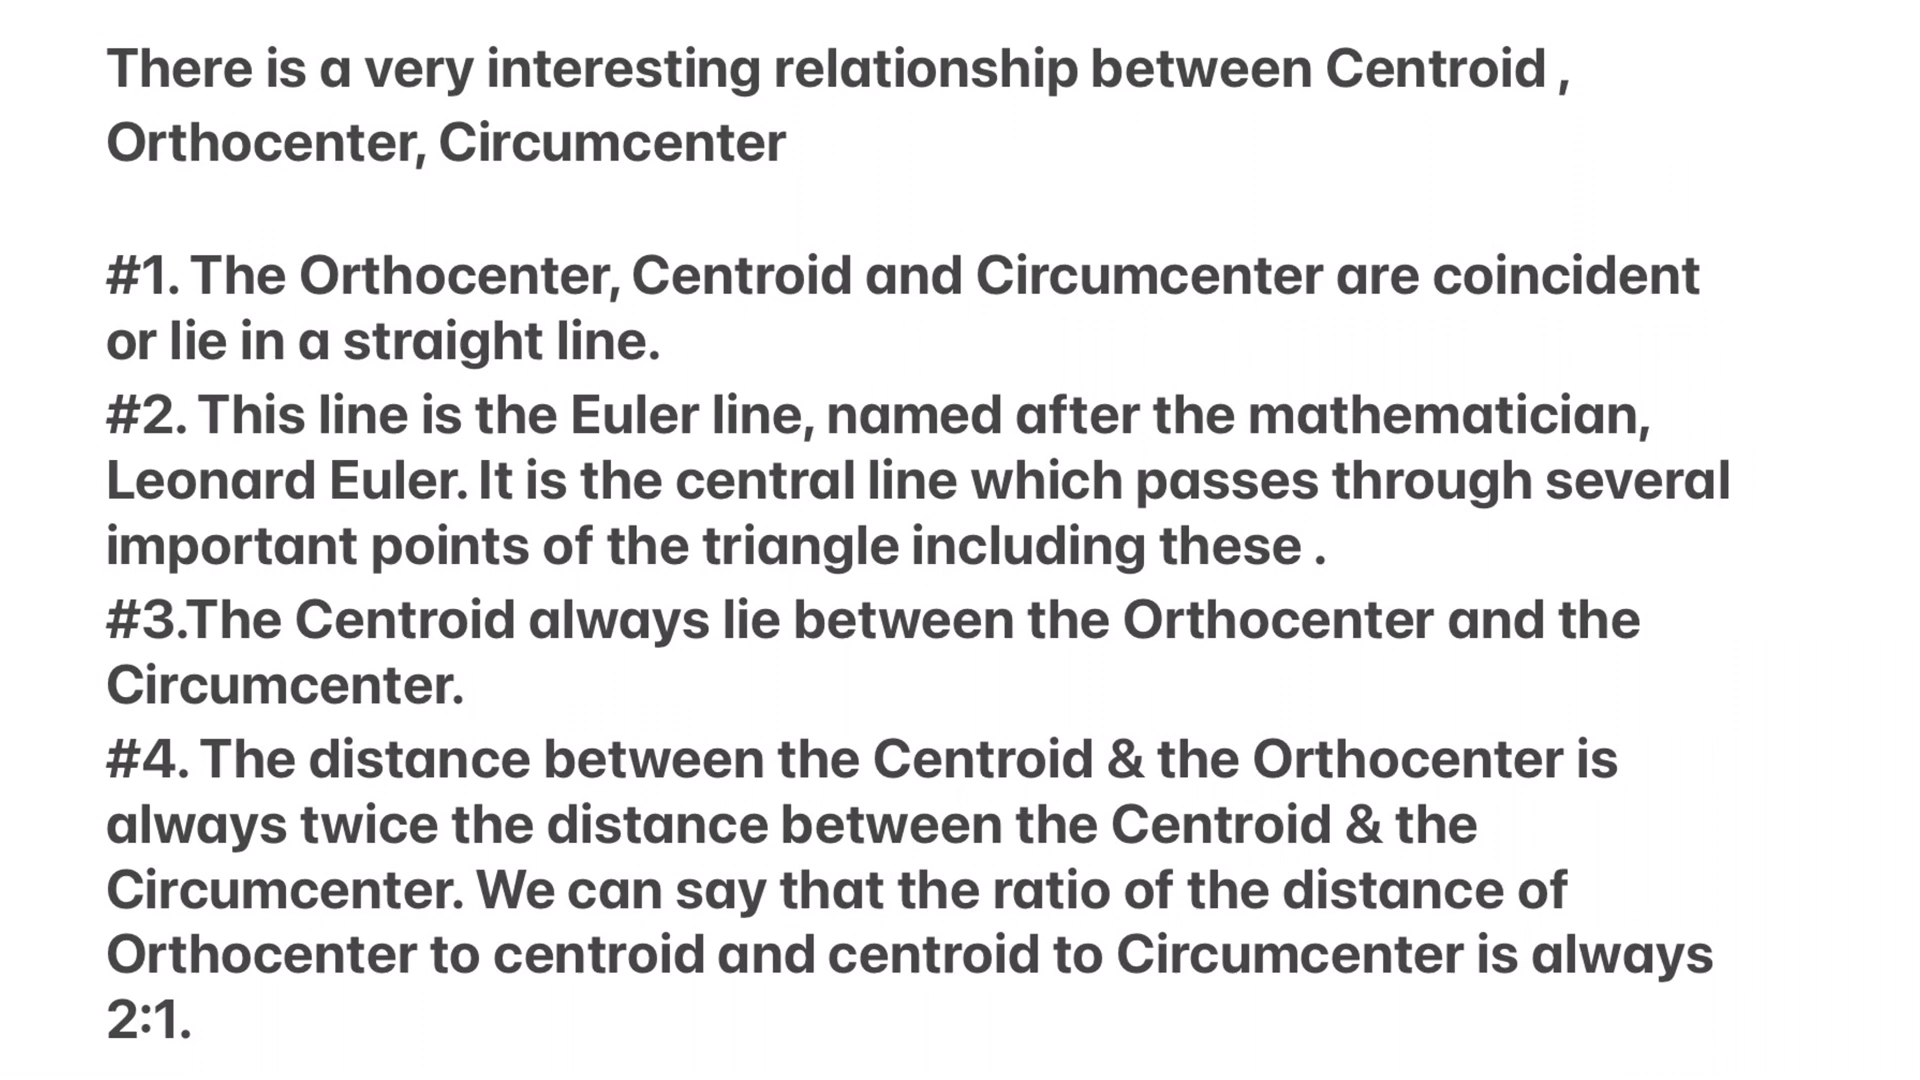 There is a very interesting relationship between Centroid ,
Orthocenter, Circumcenter
#1. The Orthocenter, Centroid and Circumcenter are coincident
or lie in a straight line.
#2. This line is the Euler line, named after the mathematician,
Leonard Euler. It is the central line which passes through several
important points of the triangle including these .
#3.The Centroid always lie between the Orthocenter and the
Circumcenter.
#4. The distance between the Centroid & the Orthocenter is
always twice the distance between the Centroid & the
Circumcenter. We can say that the ratio of the distance of
Orthocenter to centroid and centroid to Circumcenter is always
2:1.